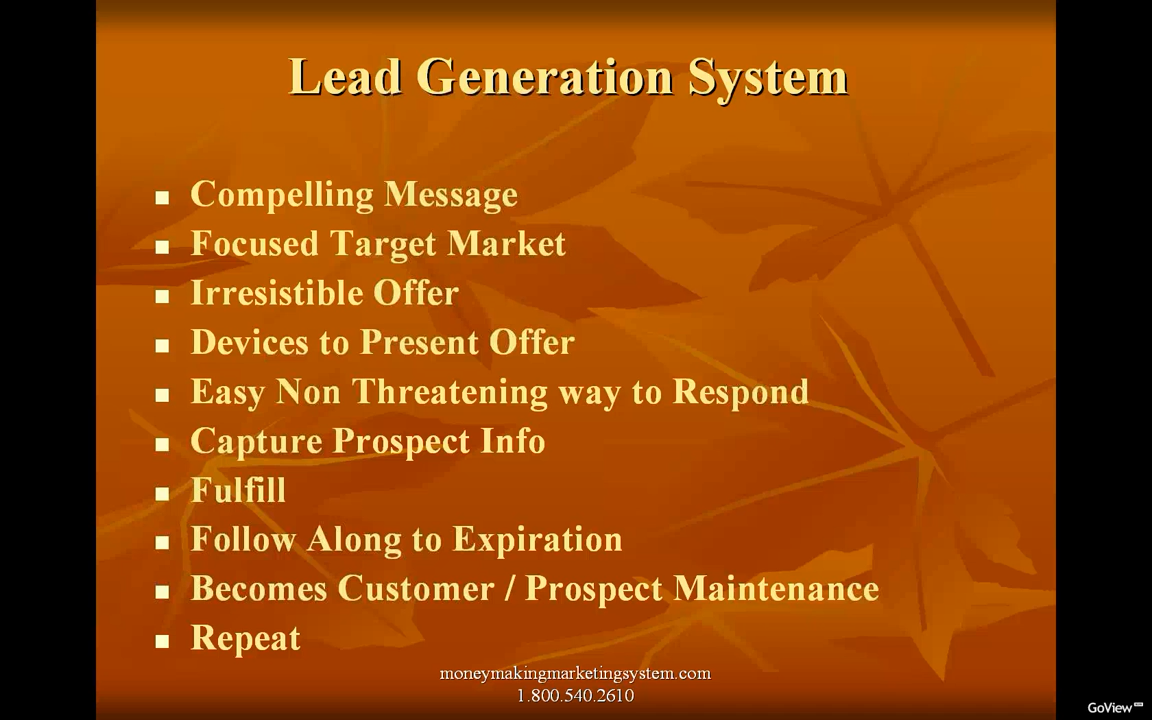 Lead Generation System
Compelling Message
Focused Target Market
Irresistible Offer
Devices to Present Offer
Easy Non Threatening way to Respond
Capture Prospect Info
Fulfill
Follow Along to Expiration
Becomes Customer / Prospect Maintenance
Repeat
moneymakingmarketingsystem.com
1.800.540.2610
GoView